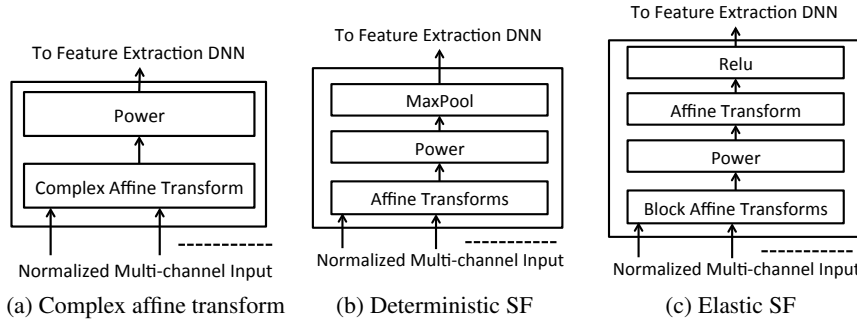 To Feature Extraction DNN
Power
Complex Affine Transform
Normalized Multi-channel Input
(a) Complex affine transform
To Feature Extraction DNN
MaxPool
Power
Affine Transforms
Normalized Multi-channel Input
(b) Deterministic SF
To Feature Extraction DNN
Relu
Affine Transform
Power
Block Affine Transforms
Normalized Multi-channel Input
(c) Elastic SF